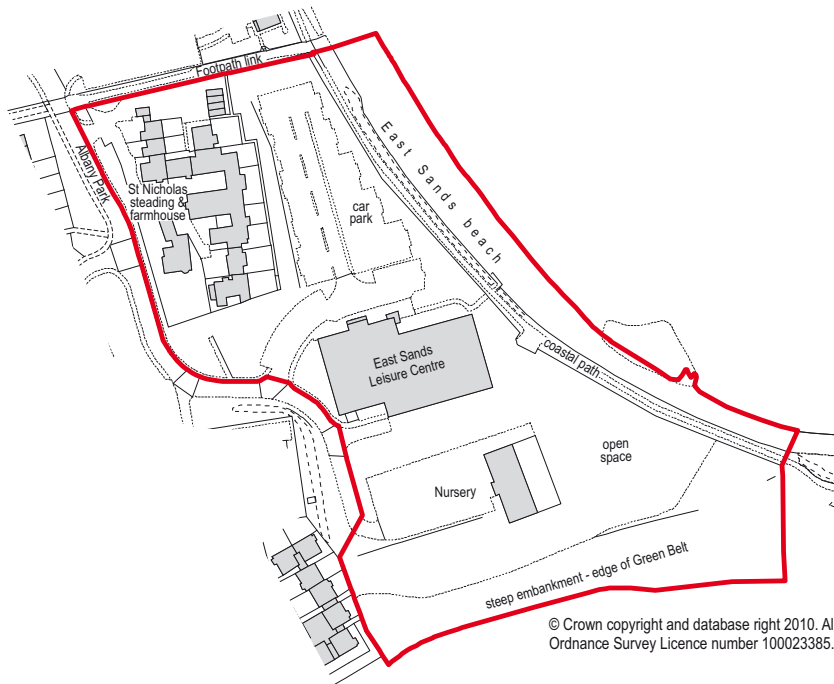 Footpath link
Albany Park
St Nicholas
steading &
farmhouse
car
park
East Sands beach
East Sands
Leisure Centre
coastal path
open
space
Nursery
steep embankment - edge of Green Belt
© Crown copyright and database right 2010. Al
Ordnance Survey Licence number 100023385.